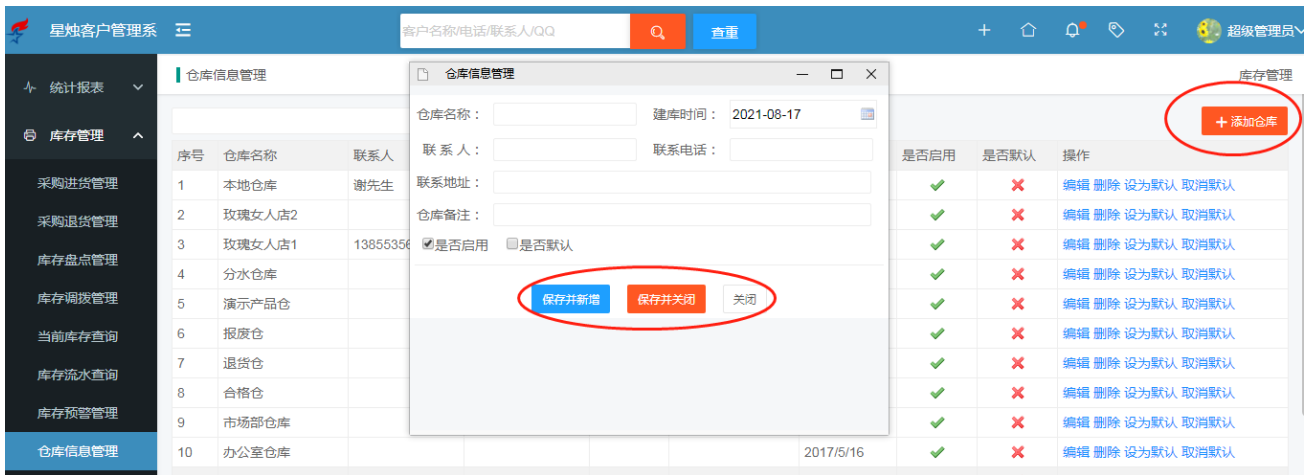 星烛客户管理系
客户名称/电话/联系人/QQ
查重
超级管理员
统计报表
库存管理
采购进货管理
采购退货管理
库存盘点管理
库存调拨管理
当前库存查询
库存流水查询
库存预警管理
仓库信息管理
仓库信息管理
库存管理
添加仓库
序号 仓库名称 联系人 是否启用 是否默认 操作
1 本地仓库 谢先生 编辑 删除 设为默认 取消默认
2 玫瑰女人店2 编辑 删除 设为默认 取消默认
3 玫瑰女人店1 13855356 编辑 删除 设为默认 取消默认
4 分水仓库 编辑 删除 设为默认 取消默认
5 演示产品仓 编辑 删除 设为默认 取消默认
6 报废仓 编辑 删除 设为默认 取消默认
7 退货仓 编辑 删除 设为默认 取消默认
8 合格仓 编辑 删除 设为默认 取消默认
9 市场部仓库 编辑 删除 设为默认 取消默认
10 办公室仓库 2017/5/16 编辑 删除 设为默认 取消默认
仓库信息管理
仓库名称： 建库时间： 2021-08-17
联 系 人： 联系电话：
联系地址：
仓库备注：
是否启用 是否默认
保存并新增 保存并关闭 关闭